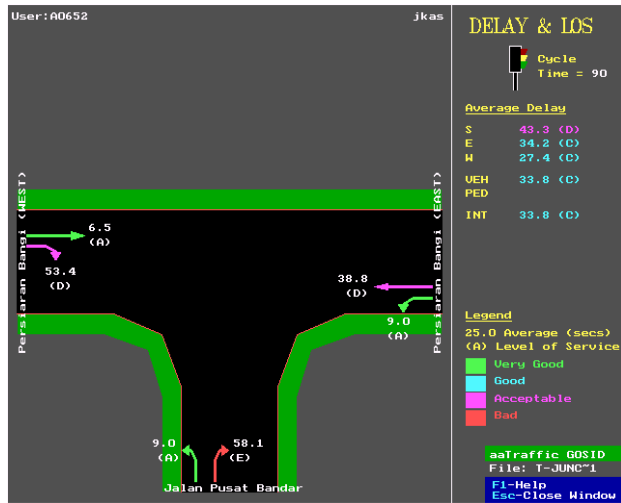 User:A0652
jkas
DELAY & LOS
Cycle
Time = 90
Average Delay
S 43.3 (D)
E 34.2 (C)
W 27.4 (C)
VEH 33.8 (C)
PED
INT 33.8 (C)
Persiaran Bangi (WEST)
6.5
(A)
53.4
(D)
Persiaran Bangi (EAST)
38.8
(D)
9.0
(A)
9.0
(A)
58.1
(E)
Jalan Pusat Bandar
Legend
25.0 Average (secs)
(A) Level of Service
Very Good
Good
Acceptable
Bad
aaTraffic GOSID
File: T-JUNC~1
F1-Help
Esc-Close Window